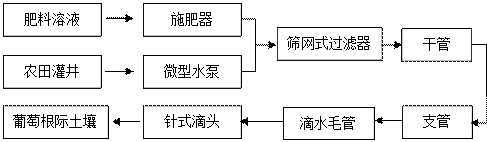 肥料溶液
施肥器
筛网式过滤器
干管
农田灌井
微型水泵
葡萄根际土壤
针式滴头
滴水毛管
支管